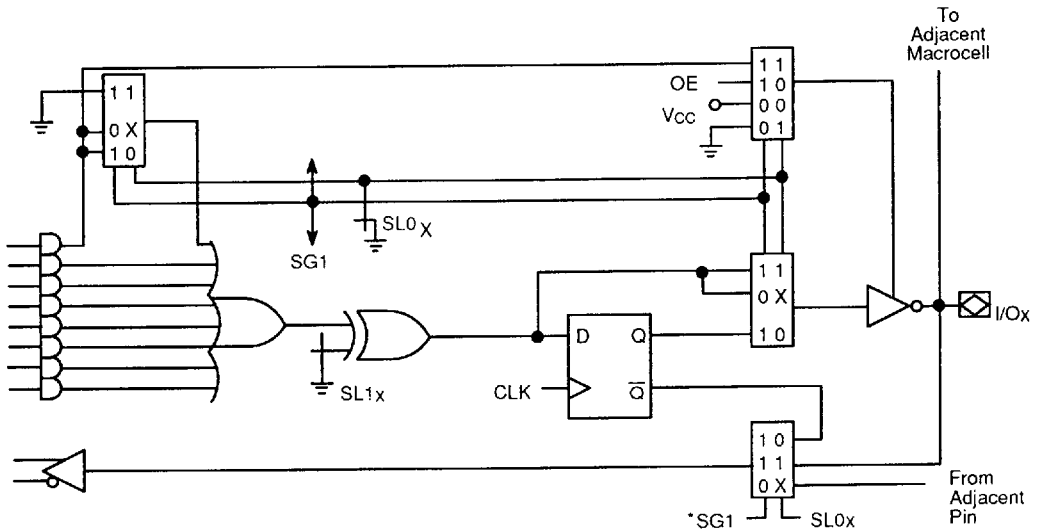 To
Adjacent
Macrocell
1 1
OE
1 0
VCC
0 0
0 1
1 1
0 X
1 0
SL0X
SG1
1 1
0 X
1 0
I/Ox
D Q
CLK
Q
SL1x
1 0
1 1
0 X
From
Adjacent
Pin
*SG1 SL0x